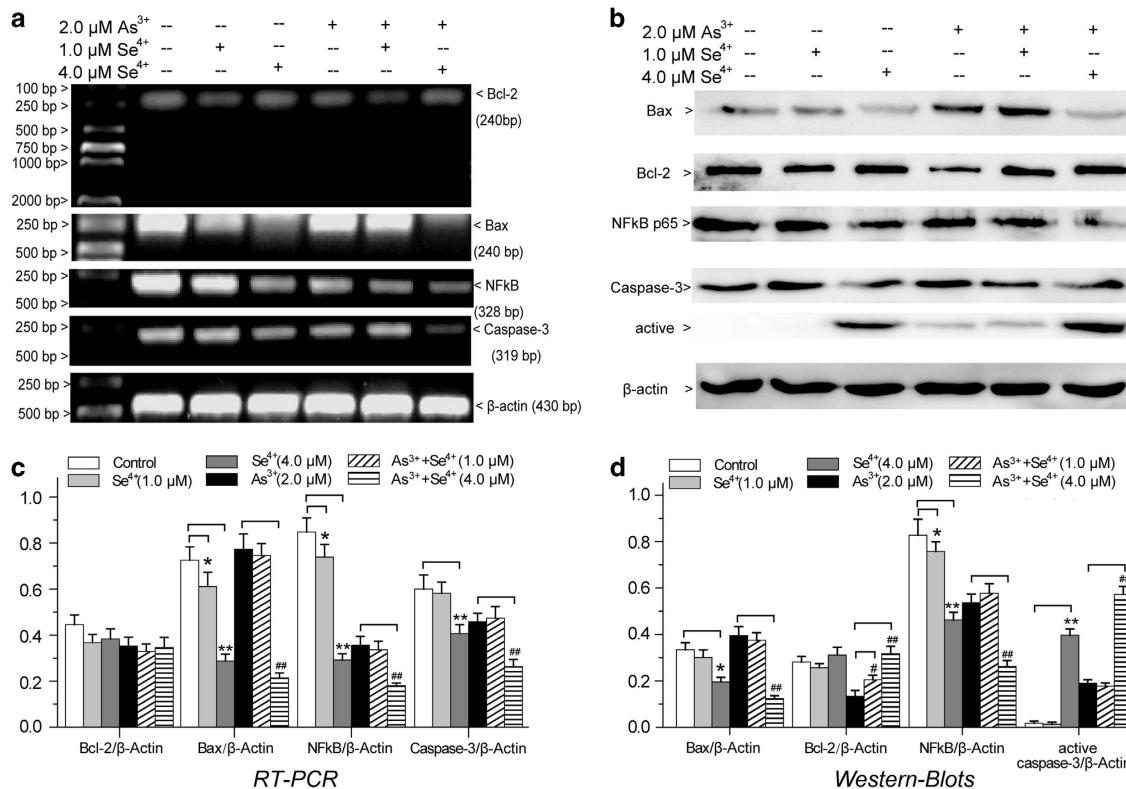 a
2.0 µM As3+ -- -- -- + + +
1.0 µM Se4+ -- + -- -- + --
4.0 µM Se4+ -- -- + -- -- +
100 bp >
250 bp >
500 bp >
750 bp >
1000 bp >
2000 bp >
< Bcl-2
(240bp)
250 bp >
500 bp >
< Bax
(240 bp)
250 bp >
500 bp >
< NFkB
(328 bp)
250 bp >
500 bp >
< Caspase-3
(319 bp)
250 bp >
500 bp >
< β-actin (430 bp)
b
2.0 µM As3+ -- -- -- + + +
1.0 µM Se4+ -- + -- -- + --
4.0 µM Se4+ -- -- + -- -- +
Bax >
Bcl-2 >
NFkB p65 >
Caspase-3 >
active >
β-actin >
c
Control
Se4+(1.0 µM)
Se4+(4.0 µM)
As3+(2.0 µM)
As3++Se4+(1.0 µM)
As3++Se4+(4.0 µM)
1.0
0.8
0.6
0.4
0.2
0.0
* ** ##
* ** ##
** ##
Bcl-2/β-Actin Bax/β-Actin NFkB/β-Actin Caspase-3/β-Actin
RT-PCR
d
Control
Se4+(1.0 µM)
Se4+(4.0 µM)
As3+(2.0 µM)
As3++Se4+(1.0 µM)
As3++Se4+(4.0 µM)
1.0
0.8
0.6
0.4
0.2
0.0
* ##
# ##
* ** ##
** ##
Bax/β-Actin Bcl-2/β-Actin NFkB/β-Actin active
caspase-3/β-Actin
Western-Blots